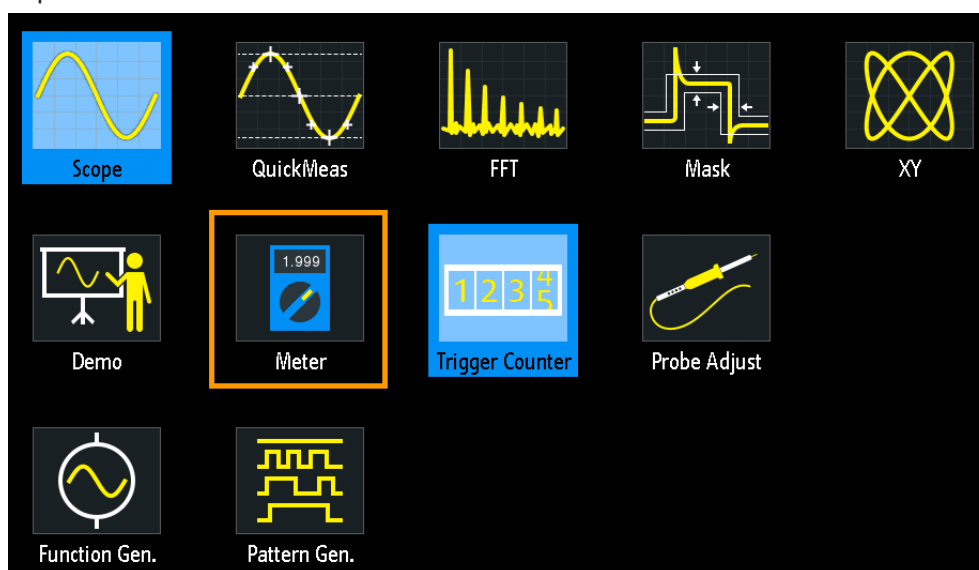 Scope
QuickMeas
FFT
Mask
XY
1.999
1 2 3 4
5
Demo
Meter
Trigger Counter
Probe Adjust
Function Gen.
Pattern Gen.